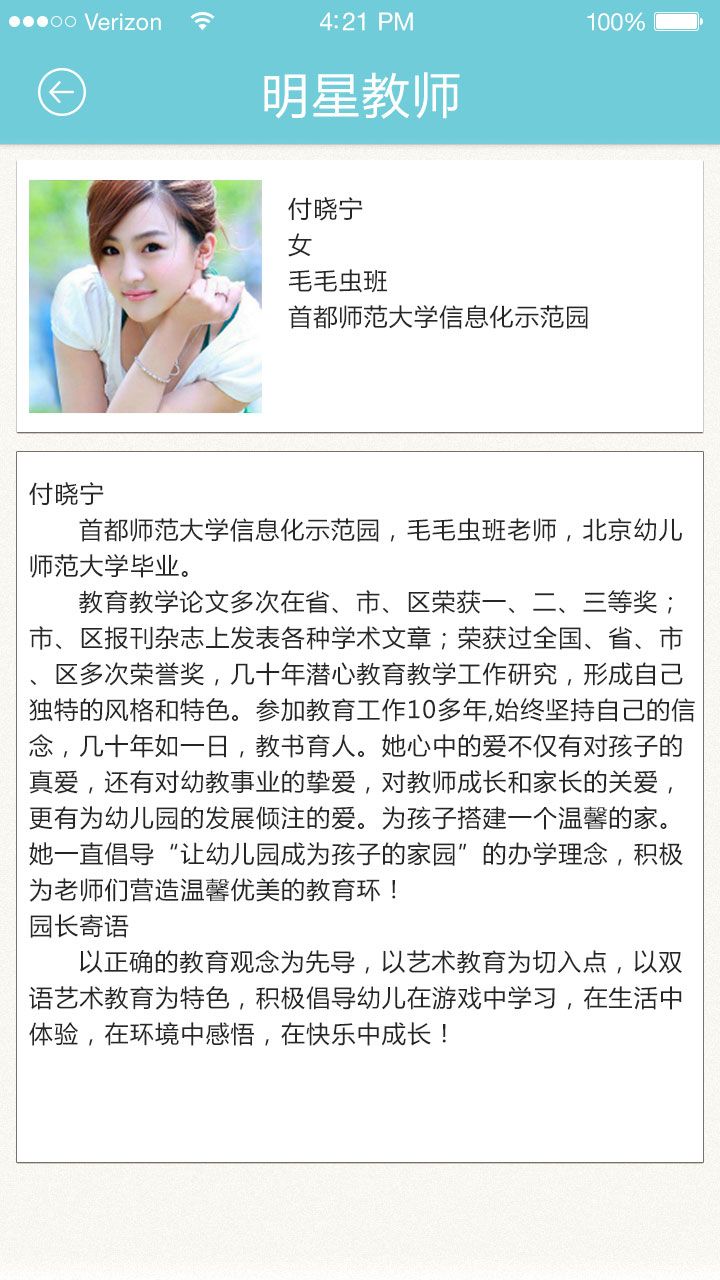 Verizon 4:21 PM 100%
明星教师
付晓宁
女
毛毛虫班
首都师范大学信息化示范园
付晓宁
首都师范大学信息化示范园，毛毛虫班老师，北京幼儿
师范大学毕业。
教育教学论文多次在省、市、区荣获一、二、三等奖；
市、区报刊杂志上发表各种学术文章；荣获过全国、省、市
、区多次荣誉奖，几十年潜心教育教学工作研究，形成自己
独特的风格和特色。参加教育工作10多年,始终坚持自己的信
念，几十年如一日，教书育人。她心中的爱不仅有对孩子的
真爱，还有对幼教事业的挚爱，对教师成长和家长的关爱，
更有为幼儿园的发展倾注的爱。为孩子搭建一个温馨的家。
她一直倡导“让幼儿园成为孩子的家园”的办学理念，积极
为老师们营造温馨优美的教育环！
园长寄语
以正确的教育观念为先导，以艺术教育为切入点，以双
语艺术教育为特色，积极倡导幼儿在游戏中学习，在生活中
体验，在环境中感悟，在快乐中成长！